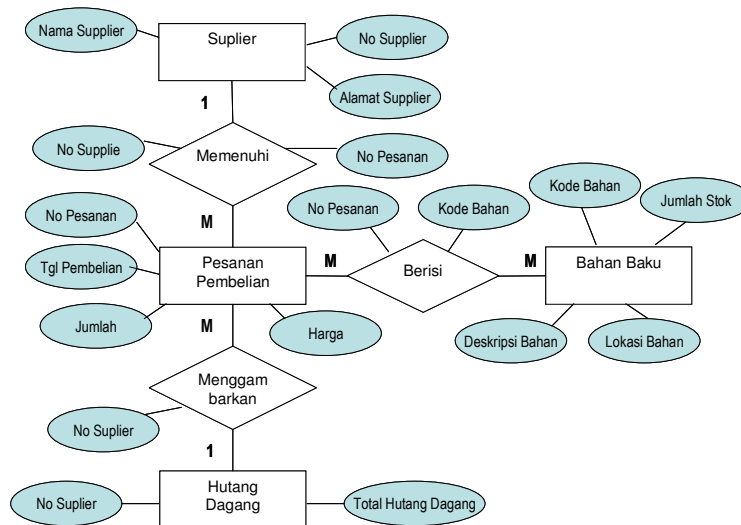 Nama Supplier
Suplier
No Supplier
Alamat Supplier
1
No Supplie
Memenuhi
No Pesanan
M
No Pesanan
No Pesanan
Kode Bahan
Kode Bahan
Jumlah Stok
Tgl Pembelian
Pesanan
Pembelian
M
Berisi
M
Bahan Baku
Jumlah
M
Harga
Deskripsi Bahan
Lokasi Bahan
Menggam
barkan
No Suplier
1
No Suplier
Hutang
Dagang
Total Hutang Dagang